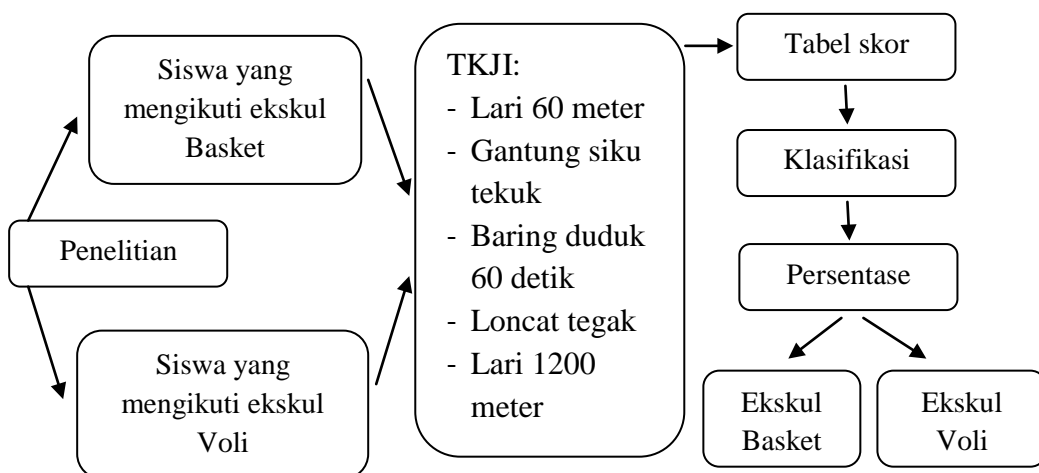 Penelitian
Siswa yang
mengikuti ekskul
Basket
Siswa yang
mengikuti ekskul
Voli
TKJI:
- Lari 60 meter
- Gantung siku
tekuk
- Baring duduk
60 detik
- Loncat tegak
- Lari 1200
meter
Tabel skor
Klasifikasi
Persentase
Ekskul
Basket
Ekskul
Voli